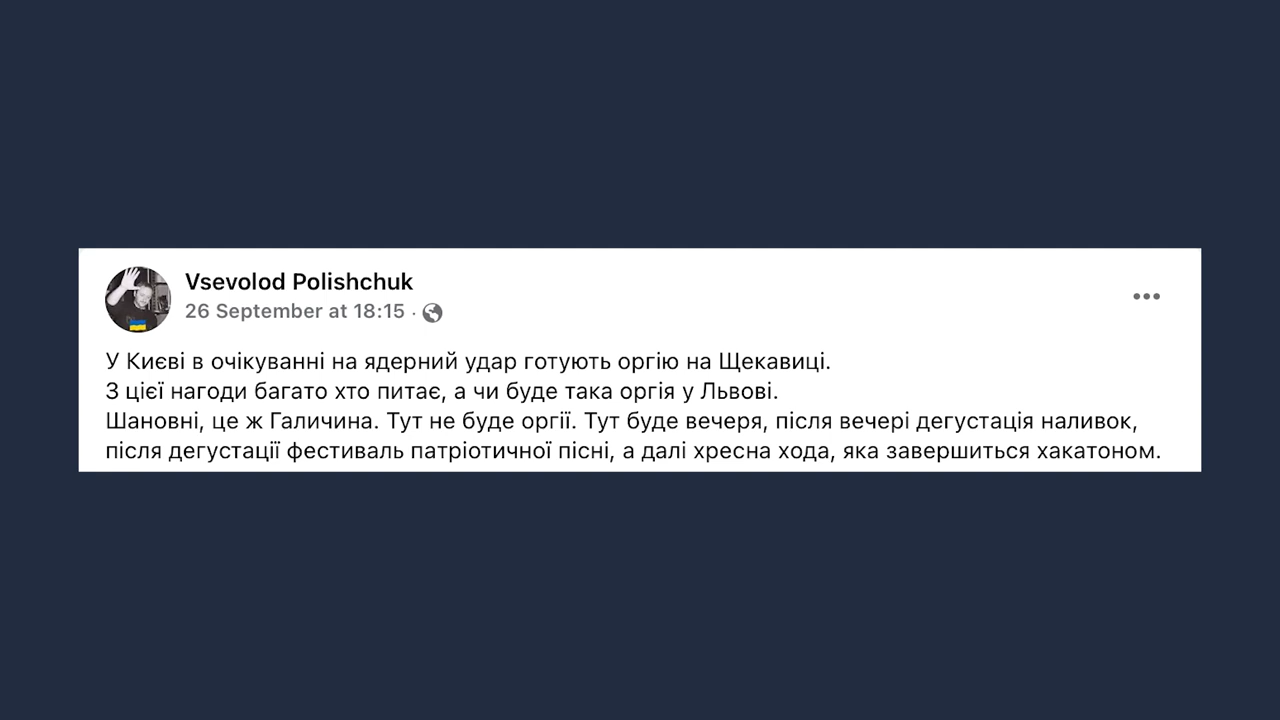 Vsevolod Polishchuk
26 September at 18:15 ·
У Києві в очікуванні на ядерний удар готують оргію на Щекавиці.
З цієї нагоди багато хто питає, а чи буде така оргія у Львові.
Шановні, це ж Галичина. Тут не буде оргії. Тут буде вечеря, після вечері дегустація наливок,
після дегустації фестиваль патріотичної пісні, а далі хресна хода, яка завершиться хакатоном.